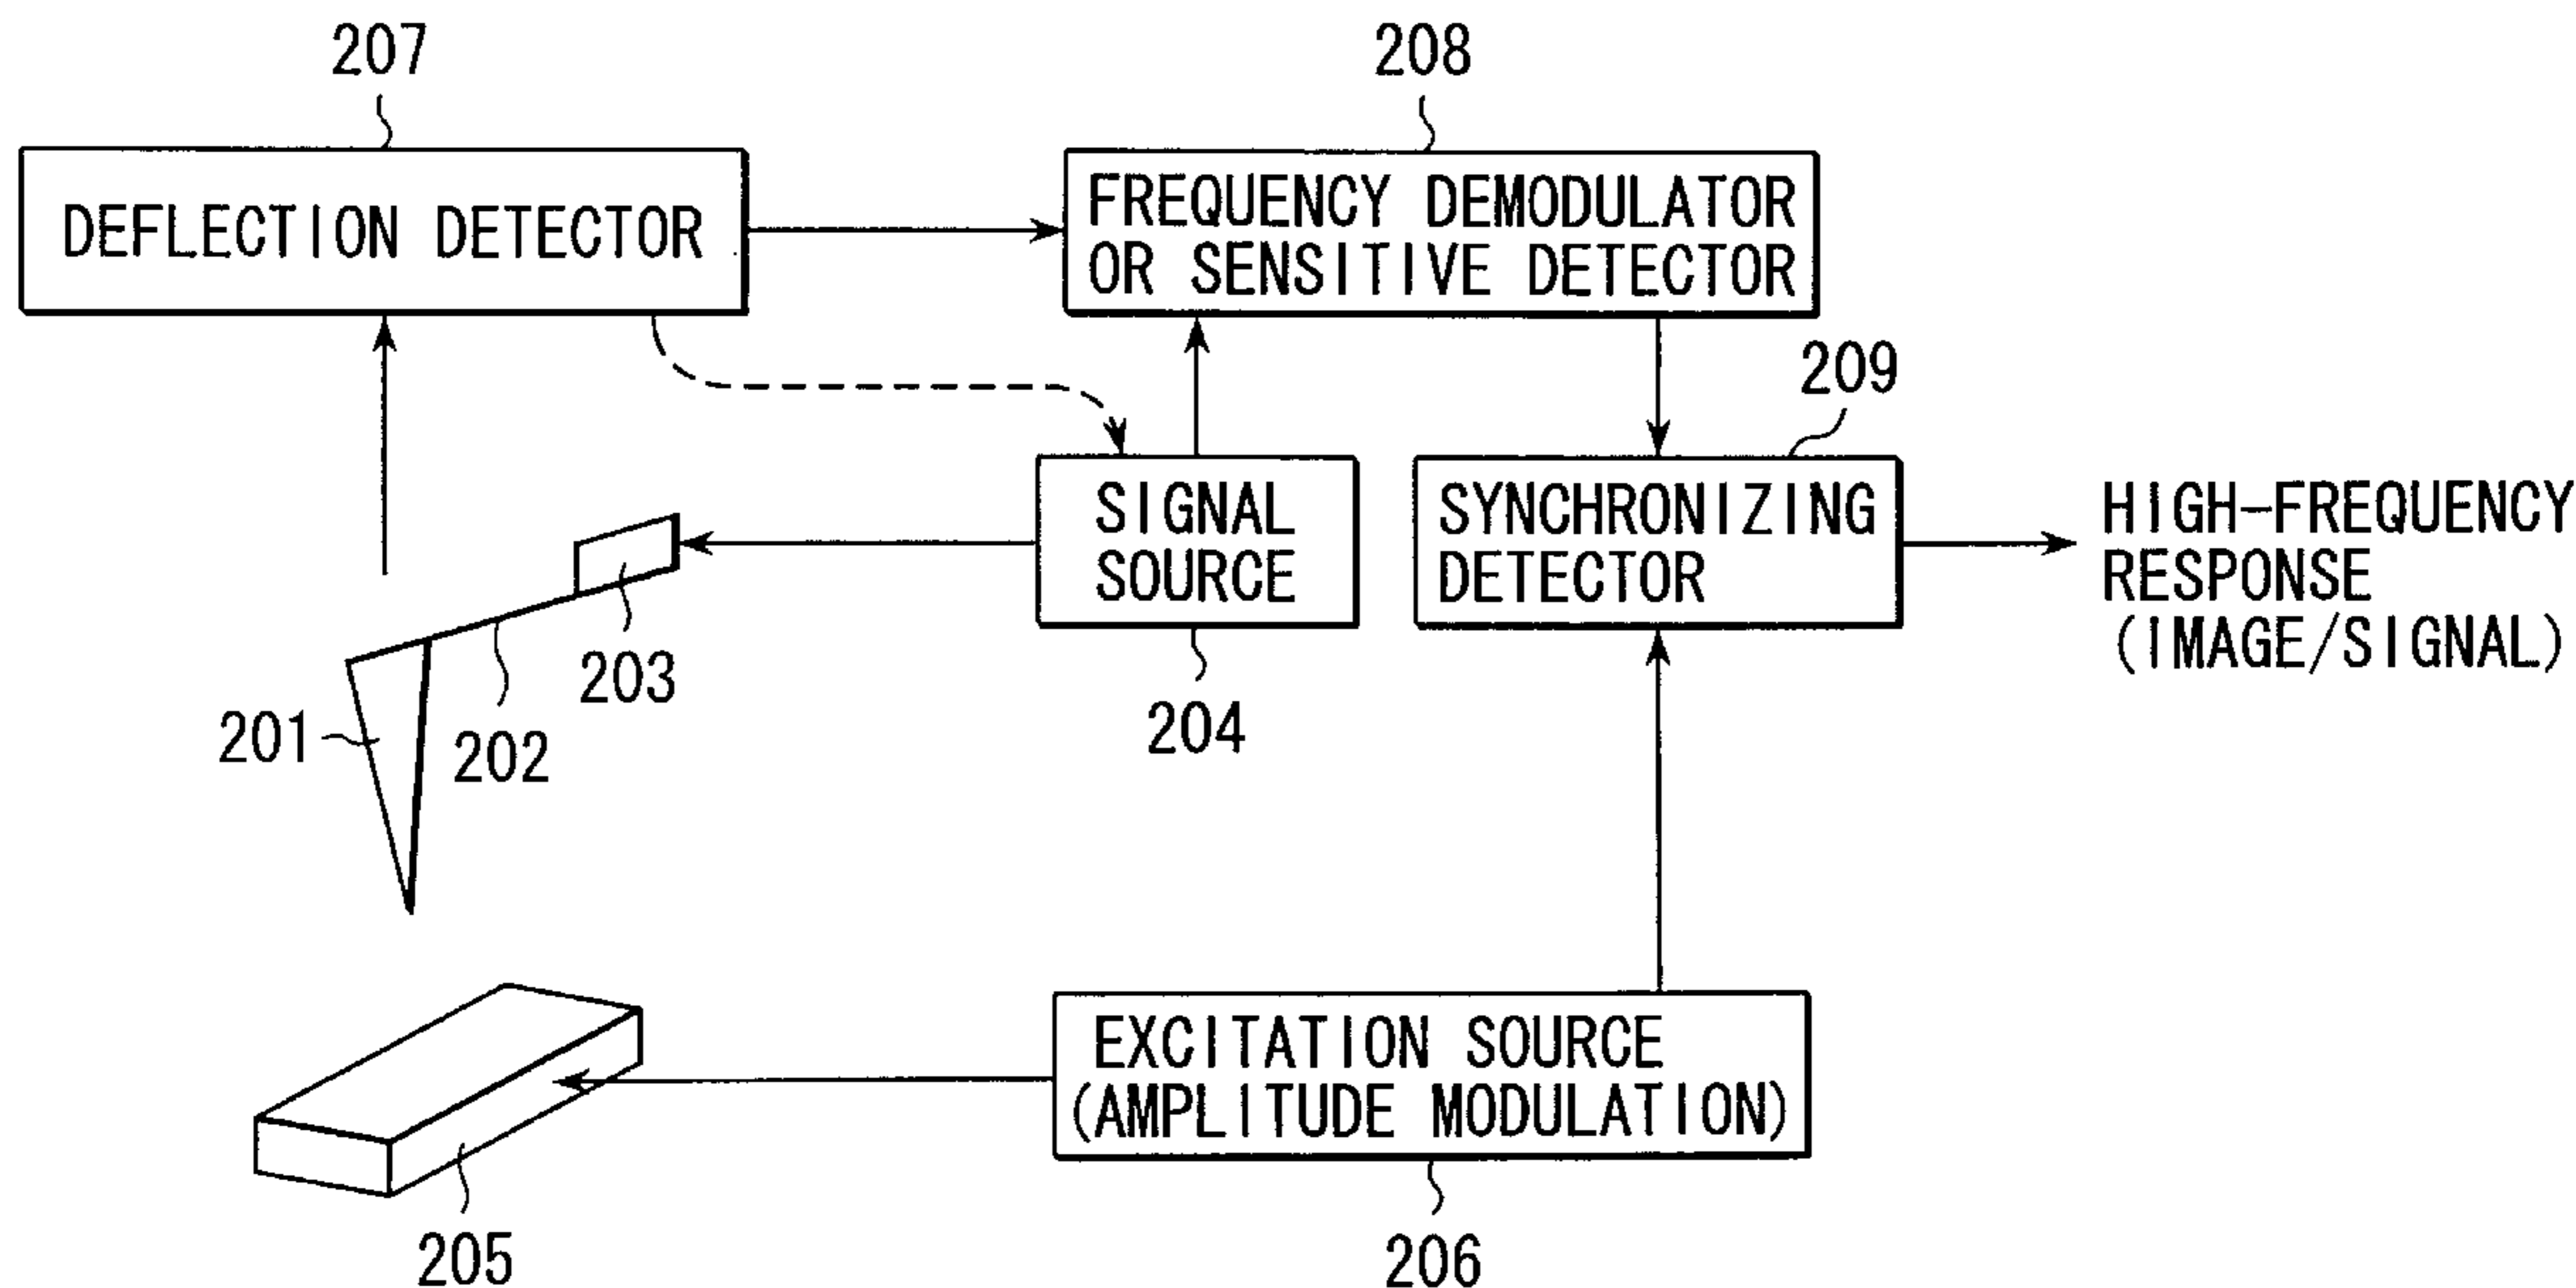 207
208
DEFLECTION DETECTOR
FREQUENCY DEMODULATOR
OR SENSITIVE DETECTOR
209
SIGNAL
SOURCE
SYNCHRONIZING
DETECTOR
HIGH-FREQUENCY
RESPONSE
(IMAGE/SIGNAL)
203
201
202
204
EXCITATION SOURCE
(AMPLITUDE MODULATION)
205
206